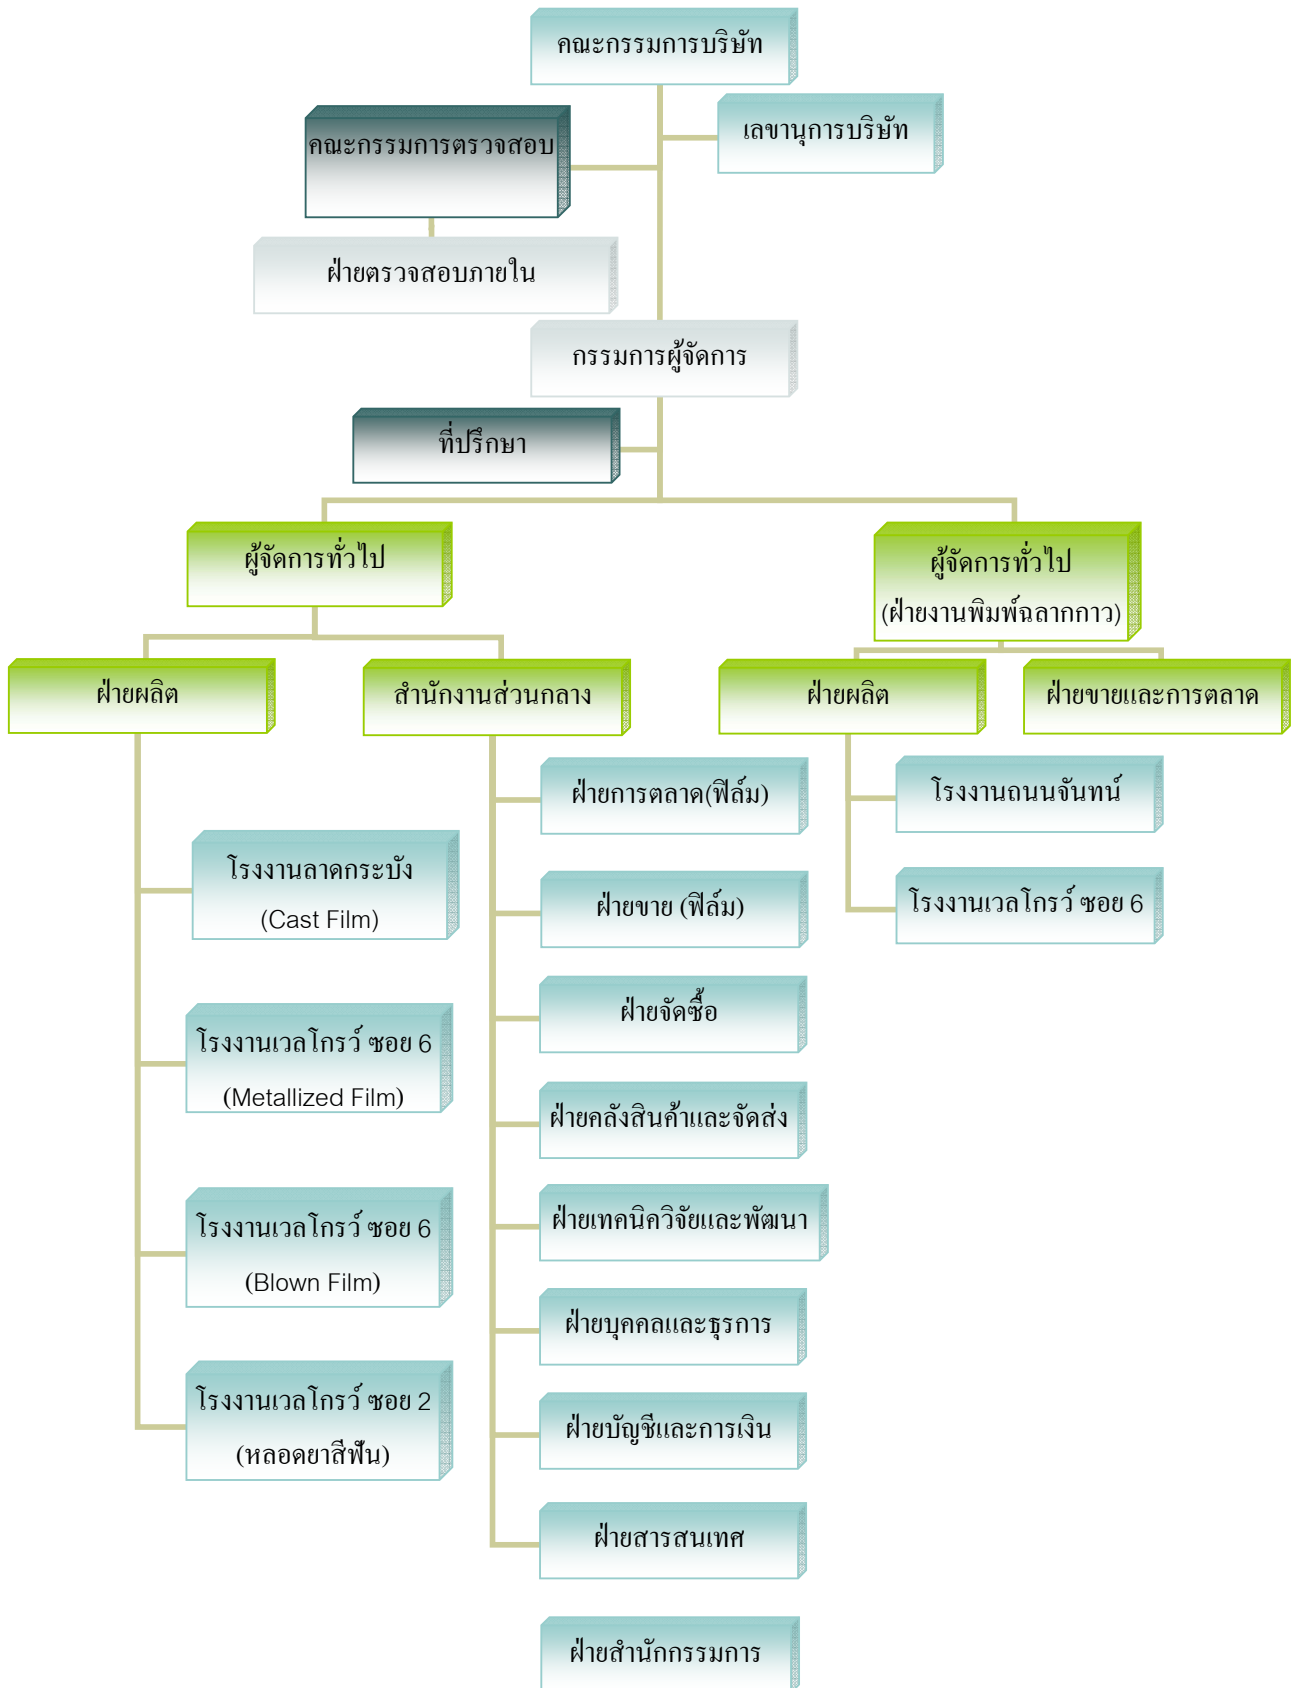 คณะกรรมการบริษัท
เลขานุการบริษัท
คณะกรรมการตรวจสอบ
ฝ่ายตรวจสอบภายใน
กรรมการผู้จัดการ
ที่ปรึกษา
ผู้จัดการทั่วไป
ผู้จัดการทั่วไป
(ฝ่ายงานพิมพ์ฉลากกาว)
ฝ่ายผลิต
สำนักงานส่วนกลาง
ฝ่ายผลิต
ฝ่ายขายและการตลาด
โรงงานลาดกระบัง
(Cast Film)
โรงงานเวลโกรว์ ซอย 6
(Metallized Film)
โรงงานเวลโกรว์ ซอย 6
(Blown Film)
โรงงานเวลโกรว์ ซอย 2
(หลอดยาสีฟัน)
ฝ่ายการตลาด(ฟิล์ม)
ฝ่ายขาย (ฟิล์ม)
ฝ่ายจัดซื้อ
ฝ่ายคลังสินค้าและจัดส่ง
ฝ่ายเทคนิควิจัยและพัฒนา
ฝ่ายบุคคลและธุรการ
ฝ่ายบัญชีและการเงิน
ฝ่ายสารสนเทศ
ฝ่ายสำนักกรรมการ
โรงงานถนนจันทน์
โรงงานเวลโกรว์ ซอย 6